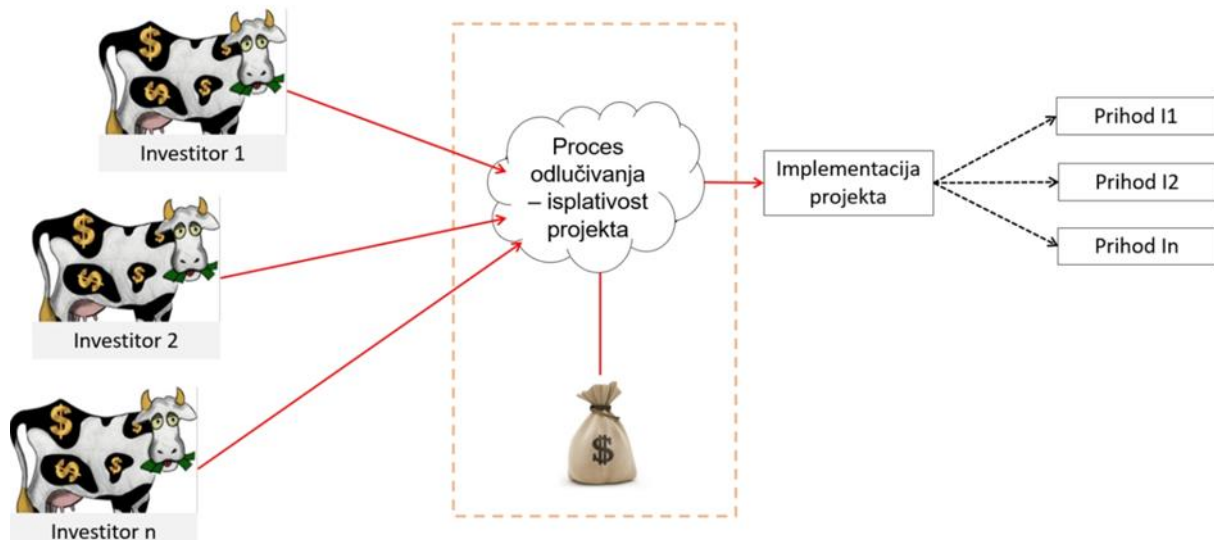 Investitor 1
Investitor 2
Investitor n
Proces
odlučivanja
– isplativost
projekta
Implementacija
projekta
Prihod I1
Prihod I2
Prihod In
$
$
$
$
$
$
$
$
$
$